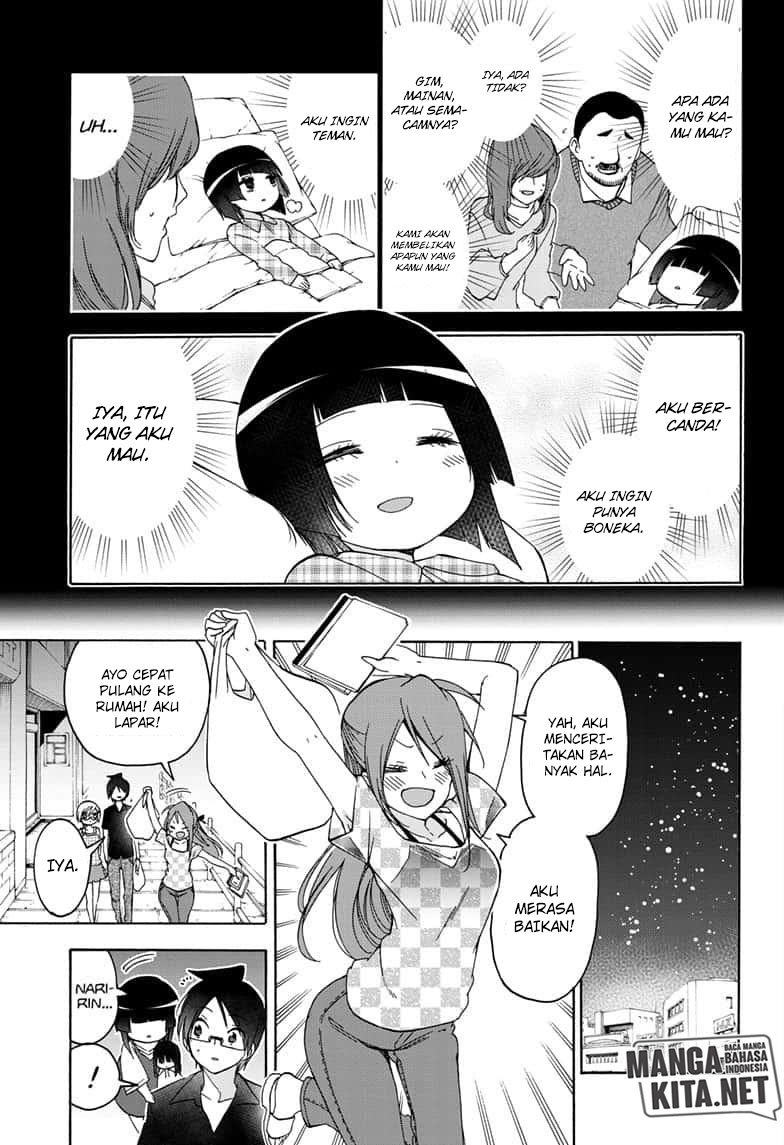 APA ADA
YANG KA-
MU MAU?
IYA, ADA
TIDAK?
GIM,
MAINAN,
ATAU SEMA-
CAMNYA?
KAMI AKAN
MEMBELIKAN
APAPUN YANG
KAMU MAU!
AKU INGIN
TEMAN.
UH...
AKU BER-
CANDA!
AKU INGIN
PUNYA
BONEKA.
IYA, ITU
YANG AKU
MAU.
YAH, AKU
MENCERI-
TAKAN BA-
NYAK HAL.
AKU
MERASA
BAIKAN!
AYO CEPAT
PULANG KE
RUMAH! AKU
LAPAR!
IYA.
NARI-
RIN...
!
MANGA
KITA.NET
BACA MANGA
BAHASA
INDONESIA